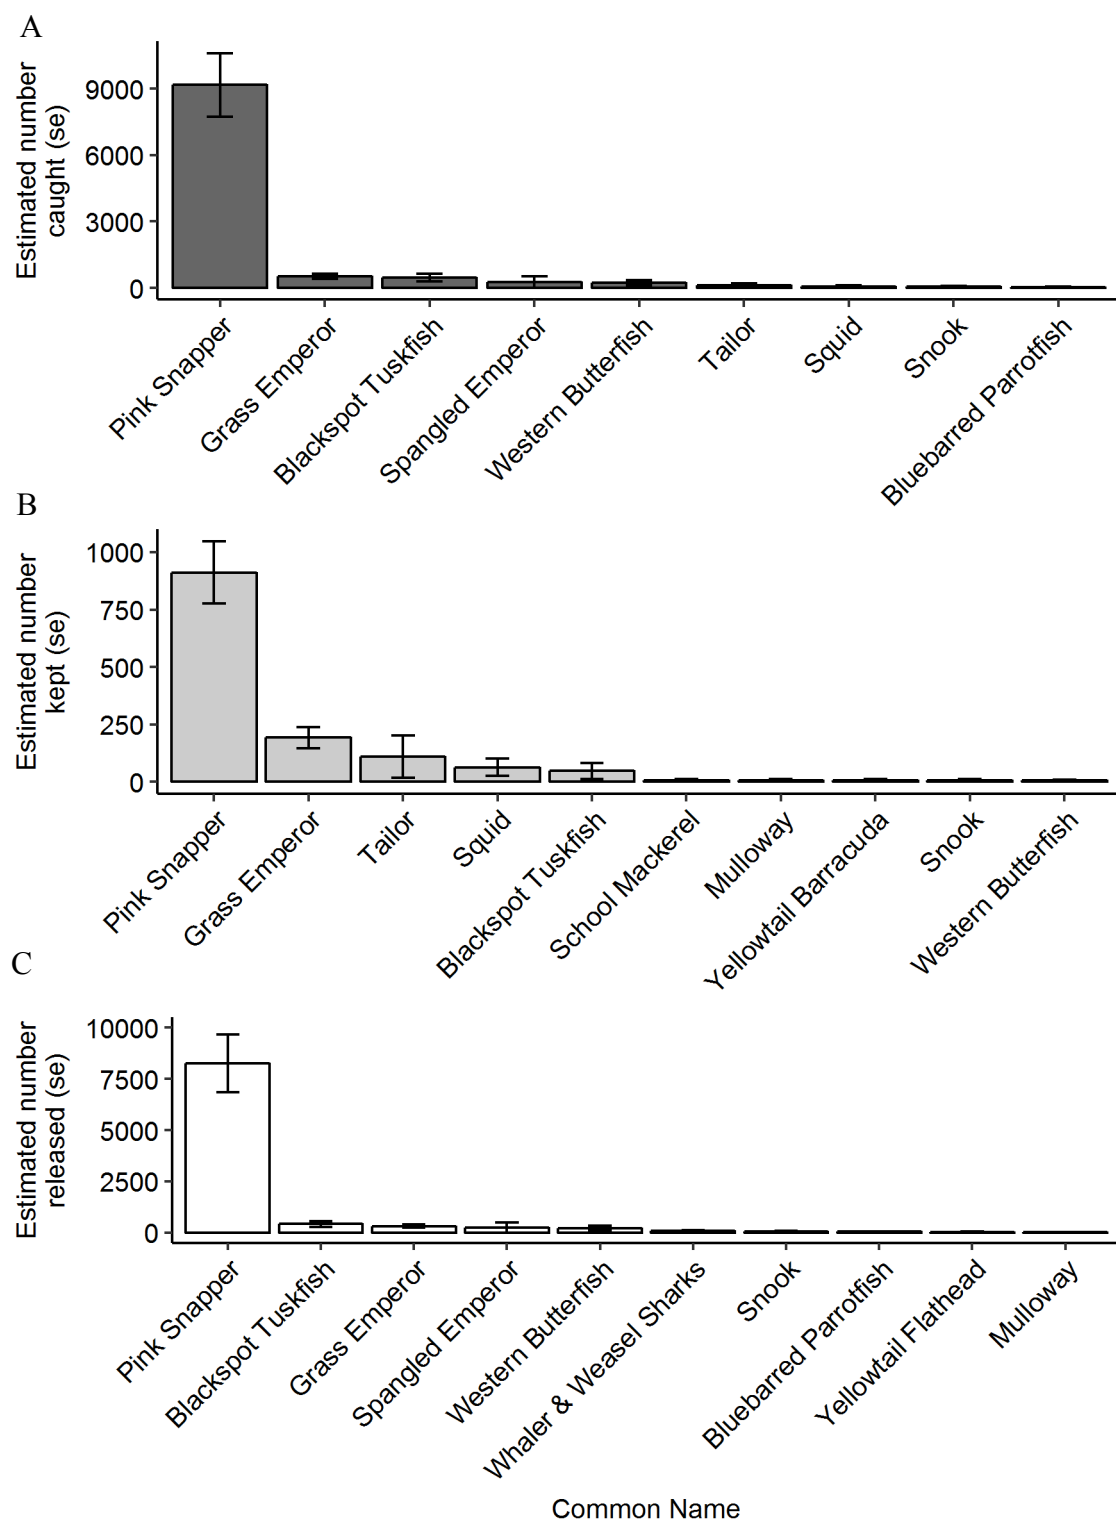 A
Estimated number
caught (se)
9000
6000
3000
0
Pink Snapper
Grass Emperor
Blackspot Tuskfish
Spangled Emperor
Western Butterfish
Tailor
Squid
Snook
Bluebarred Parrotfish
B
Estimated number
kept (se)
1000
750
500
250
0
Pink Snapper
Grass Emperor
Tailor
Squid
Blackspot Tuskfish
School Mackerel
Mulloway
Yellowtail Barracuda
Snook
Western Butterfish
C
Estimated number
released (se)
10000
7500
5000
2500
0
Pink Snapper
Blackspot Tuskfish
Grass Emperor
Spangled Emperor
Western Butterfish
Whaler & Weasel Sharks
Snook
Bluebarred Parrotfish
Yellowtail Flathead
Mulloway
Common Name